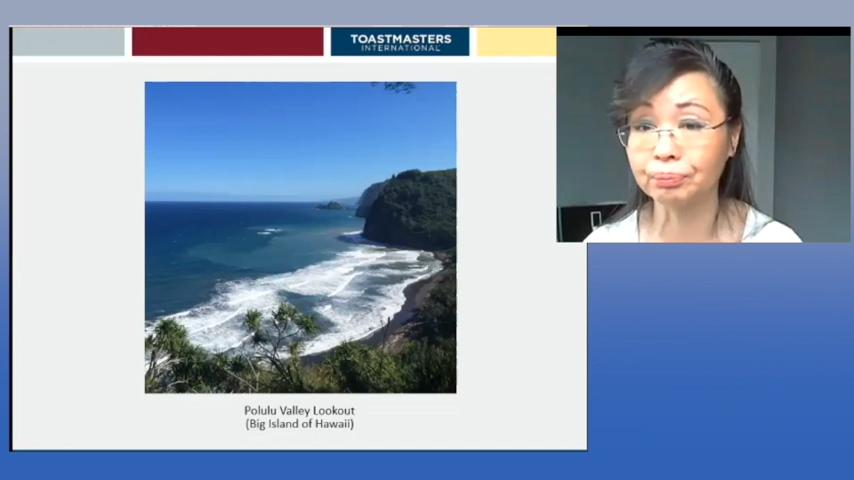 TOASTMASTERS
INTERNATIONAL
Polulu Valley Lookout
(Big Island of Hawaii)